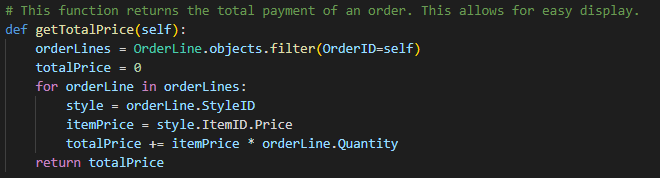 # This function returns the total payment of an order. This allows for easy display.
def getTotalPrice(self):
    orderLines = OrderLine.objects.filter(OrderID=self)
    totalPrice = 0
    for orderLine in orderLines:
        style = orderLine.StyleID
        itemPrice = style.ItemID.Price
        totalPrice += itemPrice * orderLine.Quantity
    return totalPrice